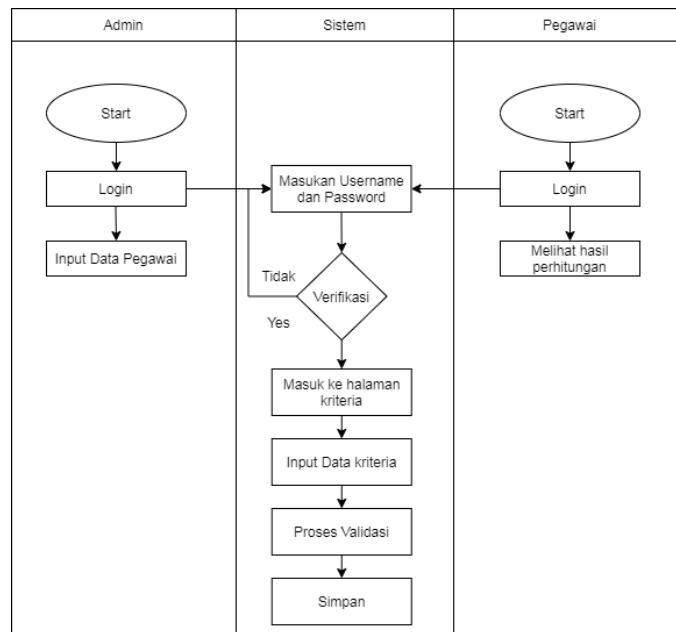 Admin
Sistem
Pegawai
Start
Start
Login
Masukan Username
dan Password
Login
Input Data Pegawai
Melihat hasil
perhitungan
Tidak
Verifikasi
Yes
Masuk ke halaman
kriteria
Input Data kriteria
Proses Validasi
Simpan